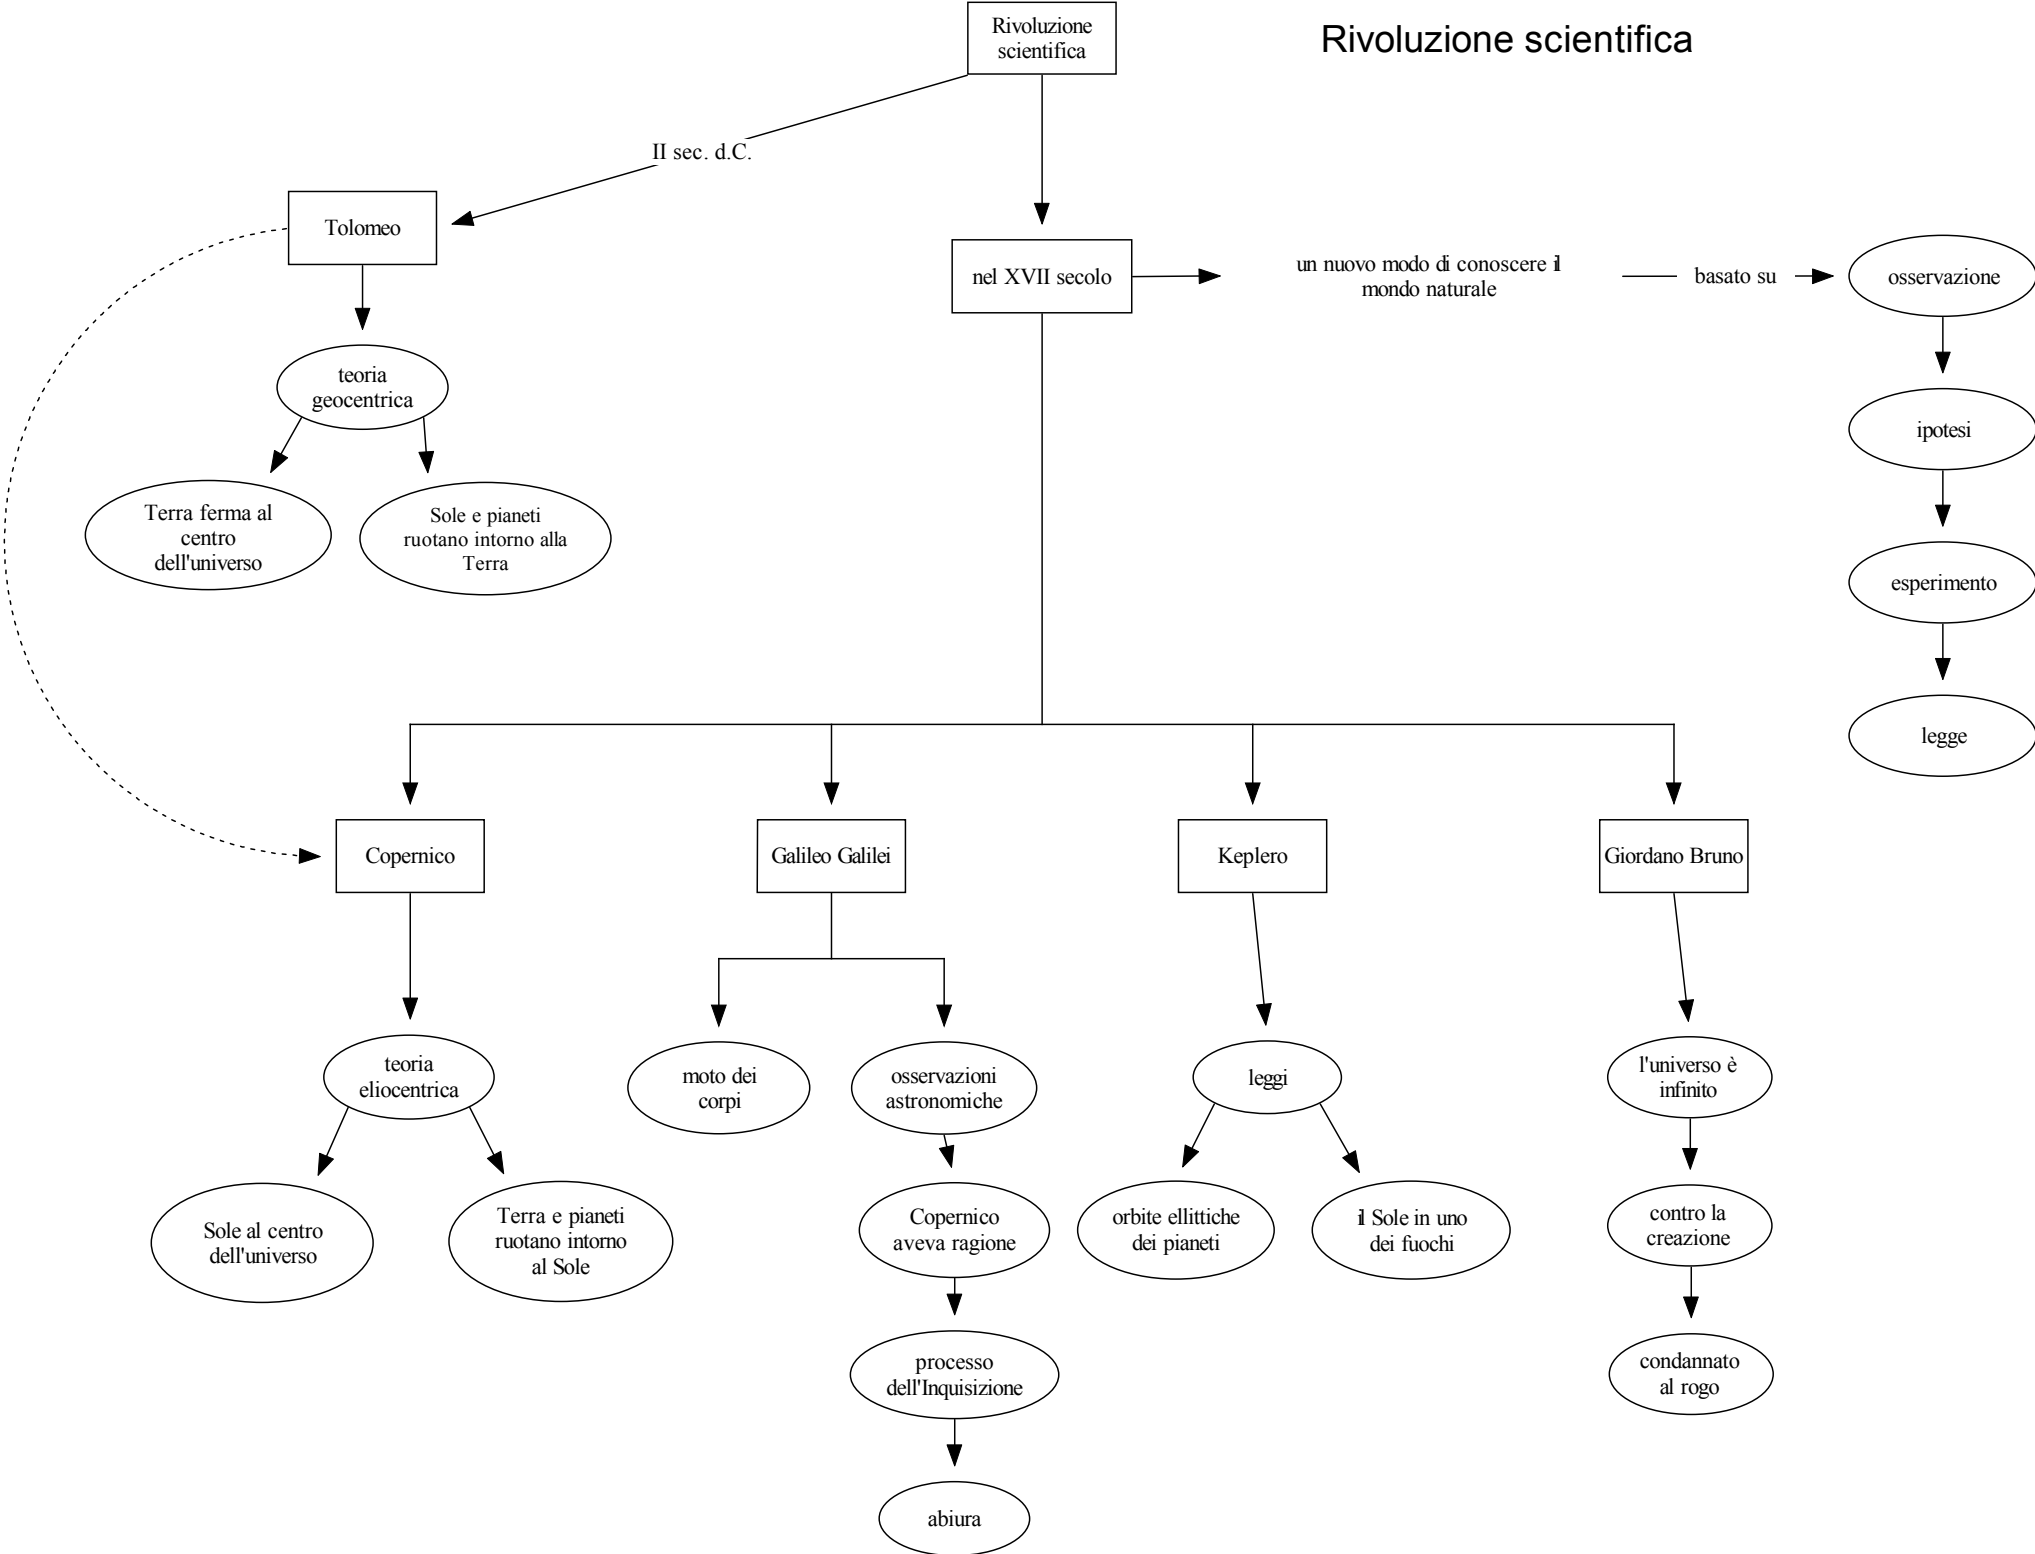 Rivoluzione
scientifica
Rivoluzione scientifica
II sec. d.C.
Tolomeo
nel XVII secolo
un nuovo modo di conoscere il
mondo naturale
basato su
osservazione
teoria
geocentrica
ipotesi
Terra ferma al
centro
dell'universo
Sole e pianeti
ruotano intorno alla
Terra
esperimento
legge
Copernico
Galileo Galilei
Keplero
Giordano Bruno
teoria
eliocentrica
moto dei
corpi
osservazioni
astronomiche
leggi
l'universo è
infinito
Sole al centro
dell'universo
Terra e pianeti
ruotano intorno
al Sole
Copernico
aveva ragione
orbite ellittiche
dei pianeti
il Sole in uno
dei fuochi
contro la
creazione
processo
dell'Inquisizione
condannato
al rogo
abiura